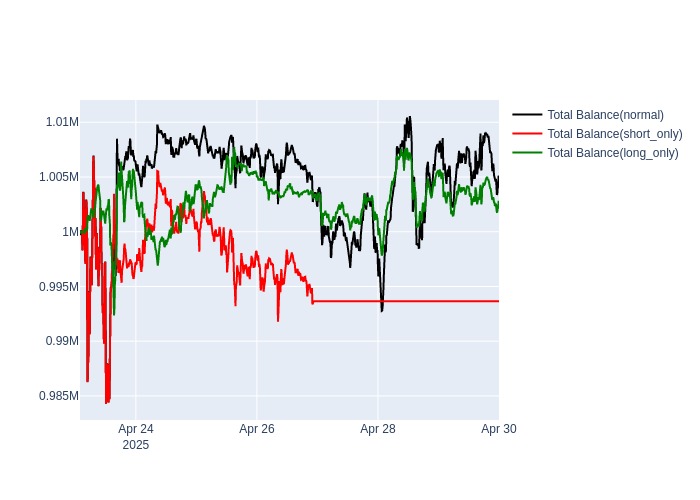 1.01M
1.005M
1M
0.995M
0.99M
0.985M
Apr 24
2025
Apr 26
Apr 28
Apr 30
Total Balance(normal)
Total Balance(short_only)
Total Balance(long_only)